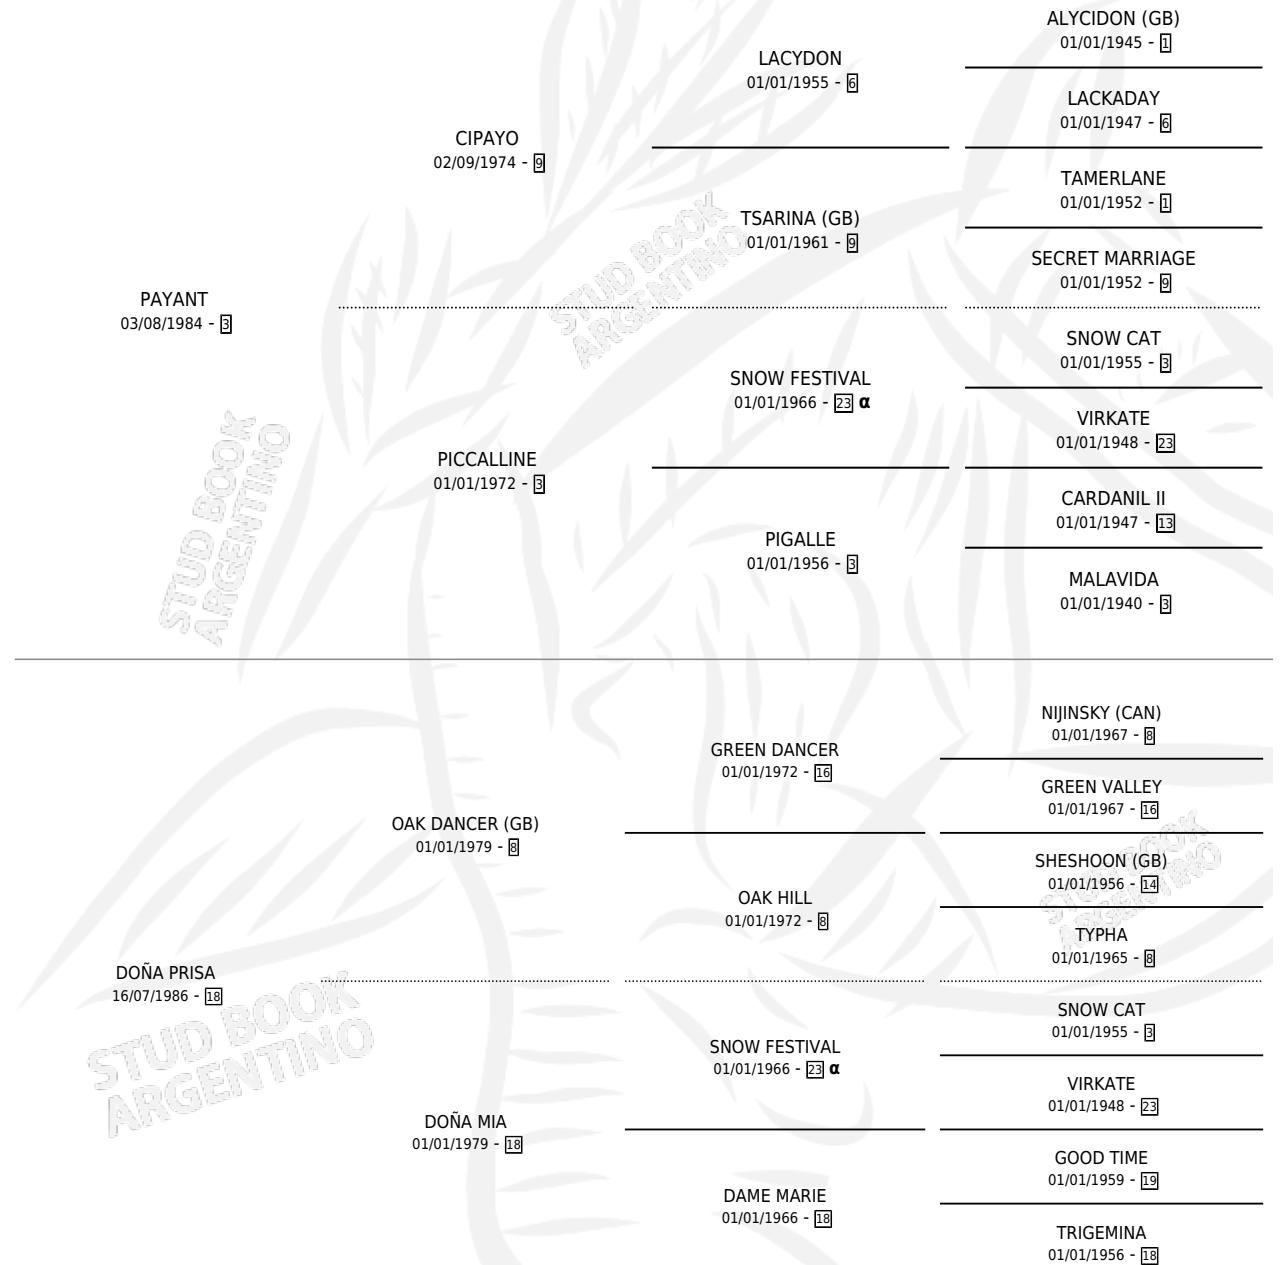 ALYCIDON (GB)
01/01/1945 - 1
LACYDON
01/01/1955 - 6
LACKADAY
01/01/1947 - 6
CIPAYO
02/09/1974 - 9
TAMERLANE
01/01/1952 - 1
TSARINA (GB)
01/01/1961 - 9
SECRET MARRIAGE
01/01/1952 - 9
PAYANT
03/08/1984 - 3
SNOW CAT
01/01/1955 - 3
SNOW FESTIVAL
01/01/1966 - 23 α
VIRKATE
01/01/1948 - 23
PICCALLINE
01/01/1972 - 3
CARDANIL II
01/01/1947 - 13
PIGALLE
01/01/1956 - 3
MALAVIDA
01/01/1940 - 3
STUD BOOK
ARGENTINO
STUD BOOK
ARGENTINO
NIJINSKY (CAN)
01/01/1967 - 8
GREEN DANCER
01/01/1972 - 16
GREEN VALLEY
01/01/1967 - 16
OAK DANCER (GB)
01/01/1979 - 8
SHESHOON (GB)
01/01/1956 - 14
OAK HILL
01/01/1972 - 8
TYPHA
01/01/1965 - 8
DOÑA PRISA
16/07/1986 - 18
SNOW CAT
01/01/1955 - 3
SNOW FESTIVAL
01/01/1966 - 23 α
VIRKATE
01/01/1948 - 23
DOÑA MIA
01/01/1979 - 18
GOOD TIME
01/01/1959 - 19
DAME MARIE
01/01/1966 - 18
TRIGEMINA
01/01/1956 - 18
STUD BOOK
ARGENTINO
STUD BOOK
ARGENTINO